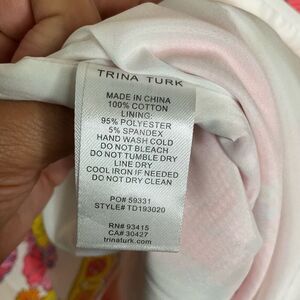 TRINA TURK
MADE IN CHINA
100% COTTON
LINING:
95% POLYESTER
5% SPANDEX
HAND WASH COLD
DO NOT BLEACH
DO NOT TUMBLE DRY
LINE DRY
COOL IRON IF NEEDED
DO NOT DRY CLEAN
PO# 59331
STYLE# TD193020
RN# 93415
CA# 30427
trinaturk.com